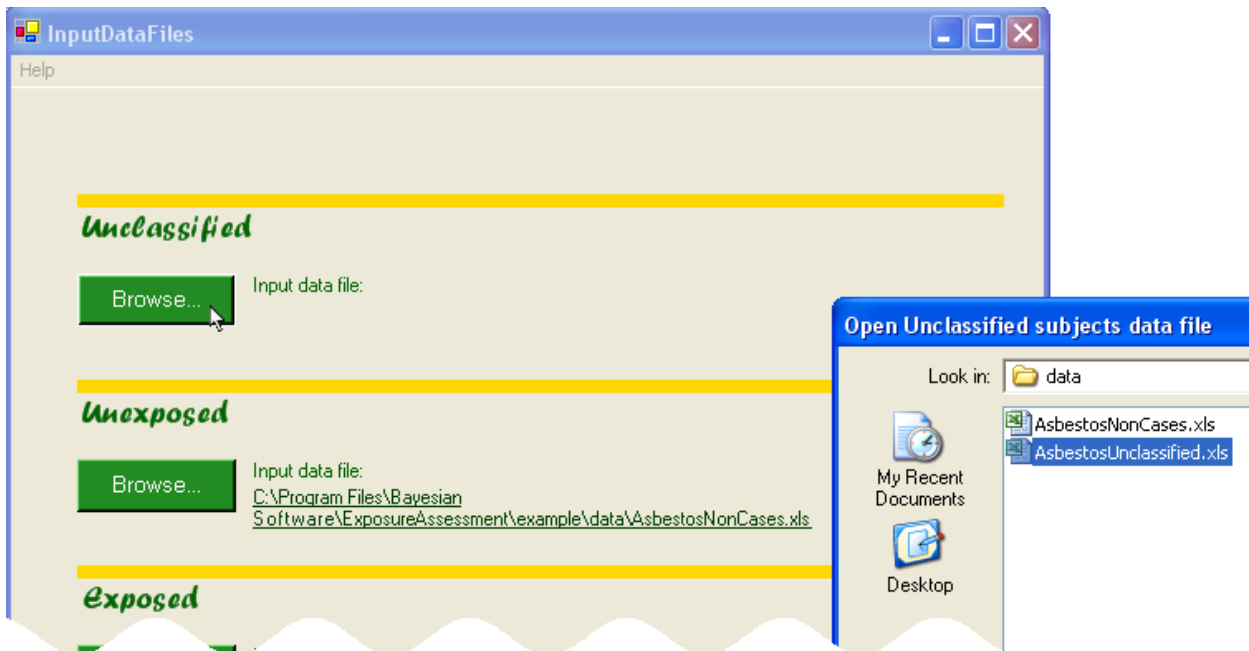 InputDataFiles
Help
Unclassified
Browse...
Input data file:
Unexposed
Browse...
Input data file:
C:\Program Files\Bayesian
Software\ExposureAssessment\example\data\AsbestosNonCases.xls
Exposed
Open Unclassified subjects data file
Look in:
data
AsbestosNonCases.xls
AsbestosUnclassified.xls
My Recent
Documents
Desktop